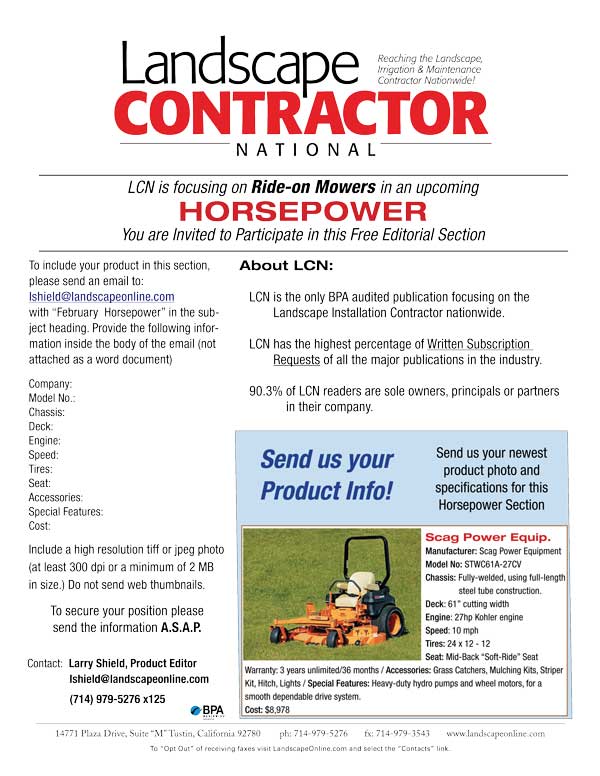 Landscape
Reaching the Landscape,
Irrigation & Maintenance
Contractor Nationwide!
CONTRACTOR
NATIONAL
LCN is focusing on Ride-on Mowers in an upcoming
HORSEPOWER
You are Invited to Participate in this Free Editorial Section
To include your product in this section,
please send an email to:
lshield@landscapeonline.com
with "February Horsepower" in the sub-
ject heading. Provide the following infor-
mation inside the body of the email (not
attached as a word document)
Company:
Model No.:
Chassis:
Deck:
Engine:
Speed:
Tires:
Seat:
Accessories:
Special Features:
Cost:
Include a high resolution tiff or jpeg photo
(at least 300 dpi or a minimum of 2 MB
in size.) Do not send web thumbnails.
To secure your position please
send the information A.S.A.P.
Contact: Larry Shield, Product Editor
lshield@landscapeonline.com
(714) 979-5276 x125
BPA
About LCN:
LCN is the only BPA audited publication focusing on the
Landscape Installation Contractor nationwide.
LCN has the highest percentage of Written Subscription
Requests of all the major publications in the industry.
90.3% of LCN readers are sole owners, principals or partners
in their company.
Send us your
Product Info!
Send us your newest
product photo and
specifications for this
Horsepower Section
Scag Power Equip.
Manufacturer: Scag Power Equipment
Model No: STWC61A-27CV
Chassis: Fully-welded, using full-length
steel tube construction.
Deck: 61" cutting width
Engine: 27hp Kohler engine
Speed: 10 mph
Tires: 24 x 12 - 12
Seat: Mid-Back "Soft-Ride" Seat
Warranty: 3 years unlimited/36 months / Accessories: Grass Catchers, Mulching Kits, Striper
Kit, Hitch, Lights / Special Features: Heavy-duty hydro pumps and wheel motors, for a
smooth dependable drive system.
Cost: $8,978
14771 Plaza Drive, Suite "M" Tustin, California 92780 ph: 714-979-5276 fx: 714-979-3543 www.landscapeonline.com
To "Opt Out" of receiving faxes visit LandscapeOnline.com and select the "Contacts" link.